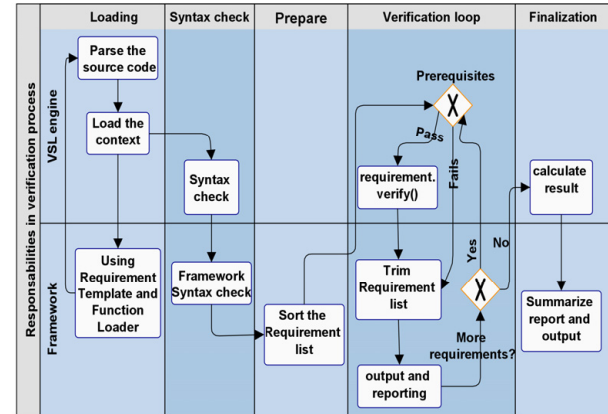 Loading
Syntax check
Prepare
Verification loop
Finalization
Responsabilities in verification process
VSL engine
Framework
Parse the
source code
Load the
context
Syntax
check
Prerequisites
Pass
Fails
requirement.
verify()
calculate
result
Yes
No
Using
Requirement
Template and
Function
Loader
Framework
Syntax check
Sort the
Requirement
list
Trim
Requirement
list
More
requirements?
output and
reporting
Summarize
report and
output